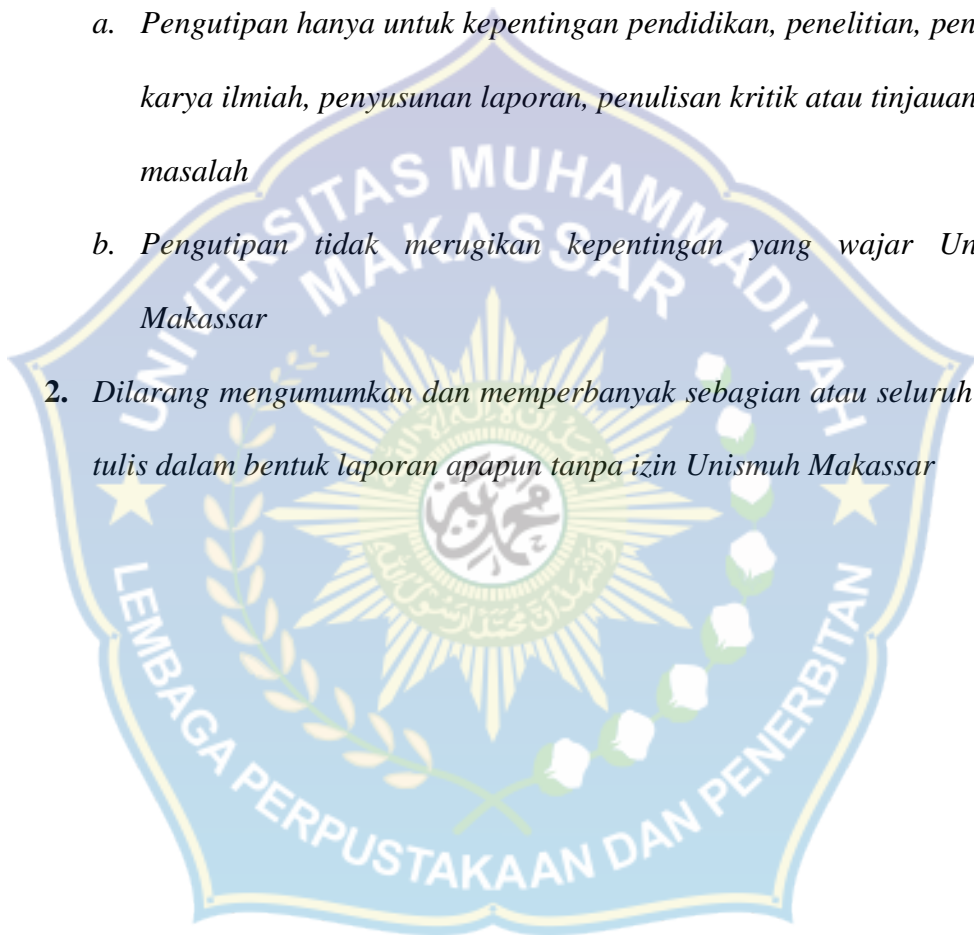 a. Pengutipan hanya untuk kepentingan pendidikan, penelitian, pen
karya ilmiah, penyusunan laporan, penulisan kritik atau tinjauan
masalah
b. Pengutipan tidak merugikan kepentingan yang wajar Un
Makassar
2. Dilarang mengumumkan dan memperbanyak sebagian atau seluruh
tulis dalam bentuk laporan apapun tanpa izin Unismuh Makassar
UNIVERSITAS MUHAMMADIYAH
MAKASSAR
LEMBAGA PERPUSTAKAAN DAN PENERBITAN